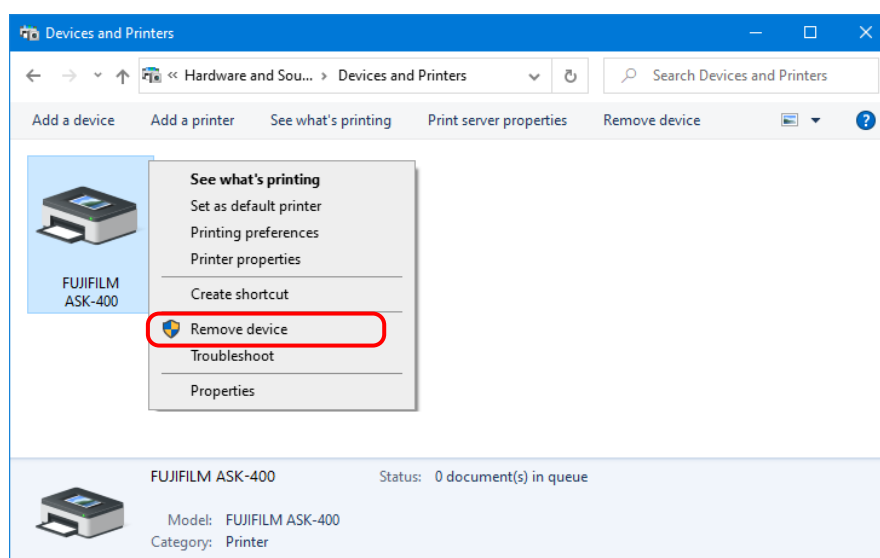 Devices and Printers
« Hardware and Sou... › Devices and Printers
Search Devices and Printers
Add a device Add a printer See what's printing Print server properties Remove device
See what's printing
Set as default printer
Printing preferences
Printer properties
FUJIFILM
ASK-400
Create shortcut
Remove device
Troubleshoot
Properties
FUJIFILM ASK-400 Status: 0 document(s) in queue
Model: FUJIFILM ASK-400
Category: Printer